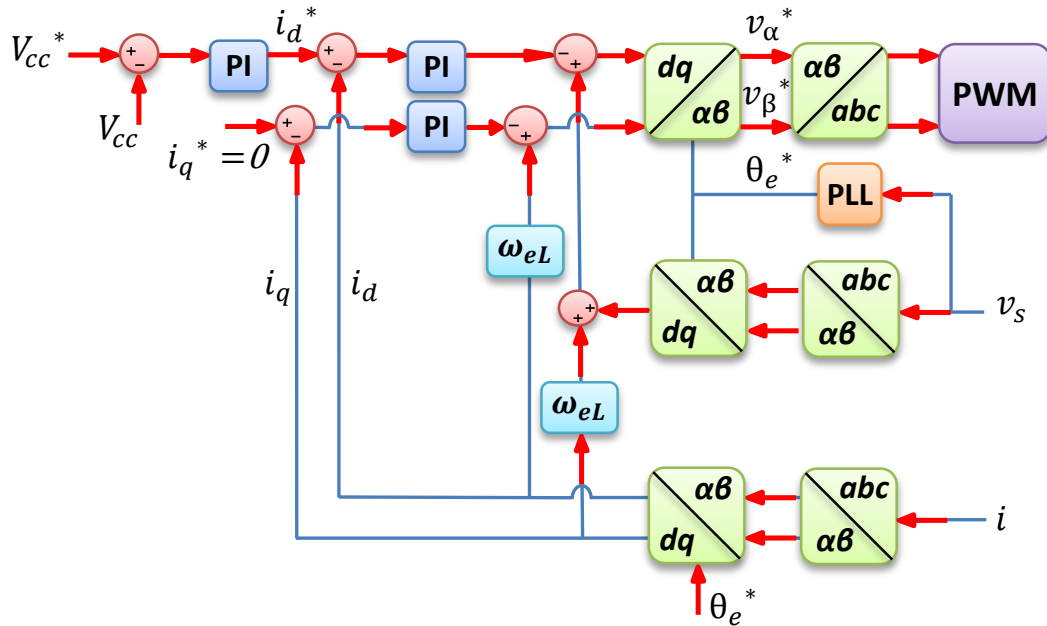 V_cc* + − PI i_d* + − PI − + dq αβ v_α* v_β* αβ abc PWM
V_cc
i_q* = 0 + − PI − +
θ_e* PLL
i_q i_d ω_eL αβ dq abc αβ v_s
+ +
ω_eL
αβ dq abc αβ i
θ_e*